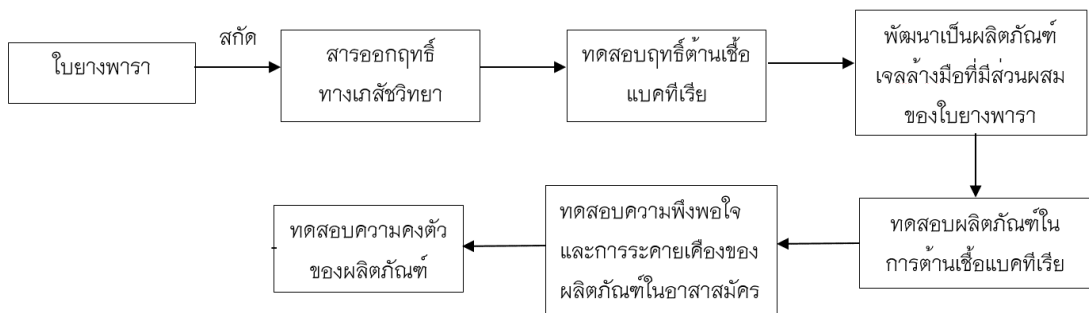 ใบยางพารา
สกัด
สารออกฤทธิ์
ทางเภสัชวิทยา
ทดสอบฤทธิ์ต้านเชื้อ
แบคทีเรีย
พัฒนาเป็นผลิตภัณฑ์
เจลล้างมือที่มีส่วนผสม
ของใบยางพารา
ทดสอบผลิตภัณฑ์ใน
การต้านเชื้อแบคทีเรีย
ทดสอบความพึงพอใจ
และการระคายเคืองของ
ผลิตภัณฑ์ในอาสาสมัคร
ทดสอบความคงตัว
ของผลิตภัณฑ์